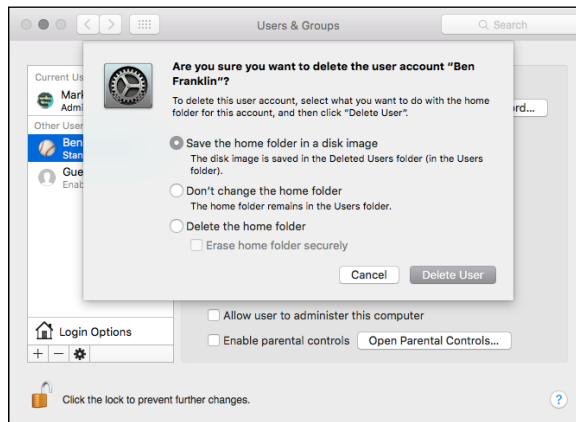 Users & Groups
Search
Are you sure you want to delete the user account “Ben
Franklin”?
To delete this user account, select what you want to do with the home
folder for this account, and then click “Delete User”.
Save the home folder in a disk image
The disk image is saved in the Deleted Users folder (in the Users
folder).
Don’t change the home folder
The home folder remains in the Users folder.
Delete the home folder
Erase home folder securely
Cancel
Delete User
Current Us
Mark
Admi
Other User
Ben
Stan
Gue
Enab
rd...
Login Options
+ −
Allow user to administer this computer
Enable parental controls
Open Parental Controls...
Click the lock to prevent further changes.
?